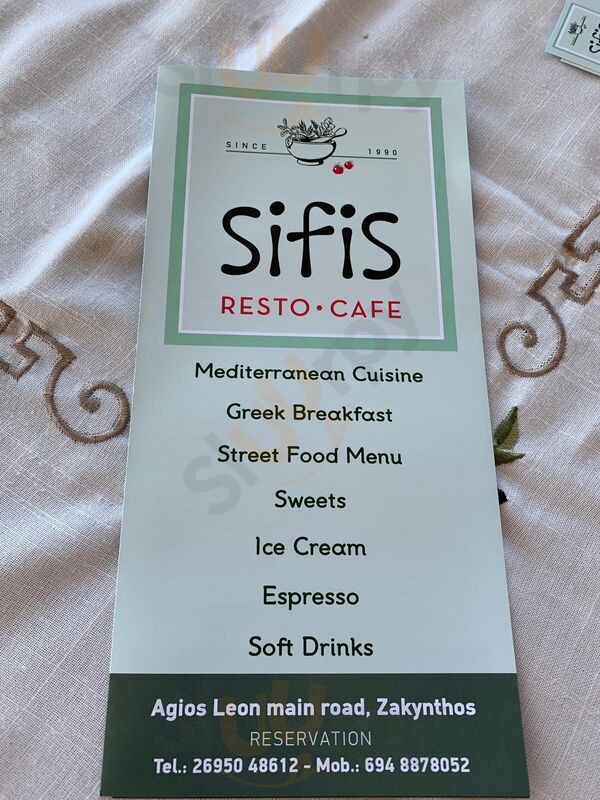 SINCE 1990
sifis
RESTO • CAFE
Mediterranean Cuisine
Greek Breakfast
Street Food Menu
Sweets
Ice Cream
Espresso
Soft Drinks
Agios Leon main road, Zakynthos
RESERVATION
Tel.: 26950 48612 - Mob.: 694 8878052